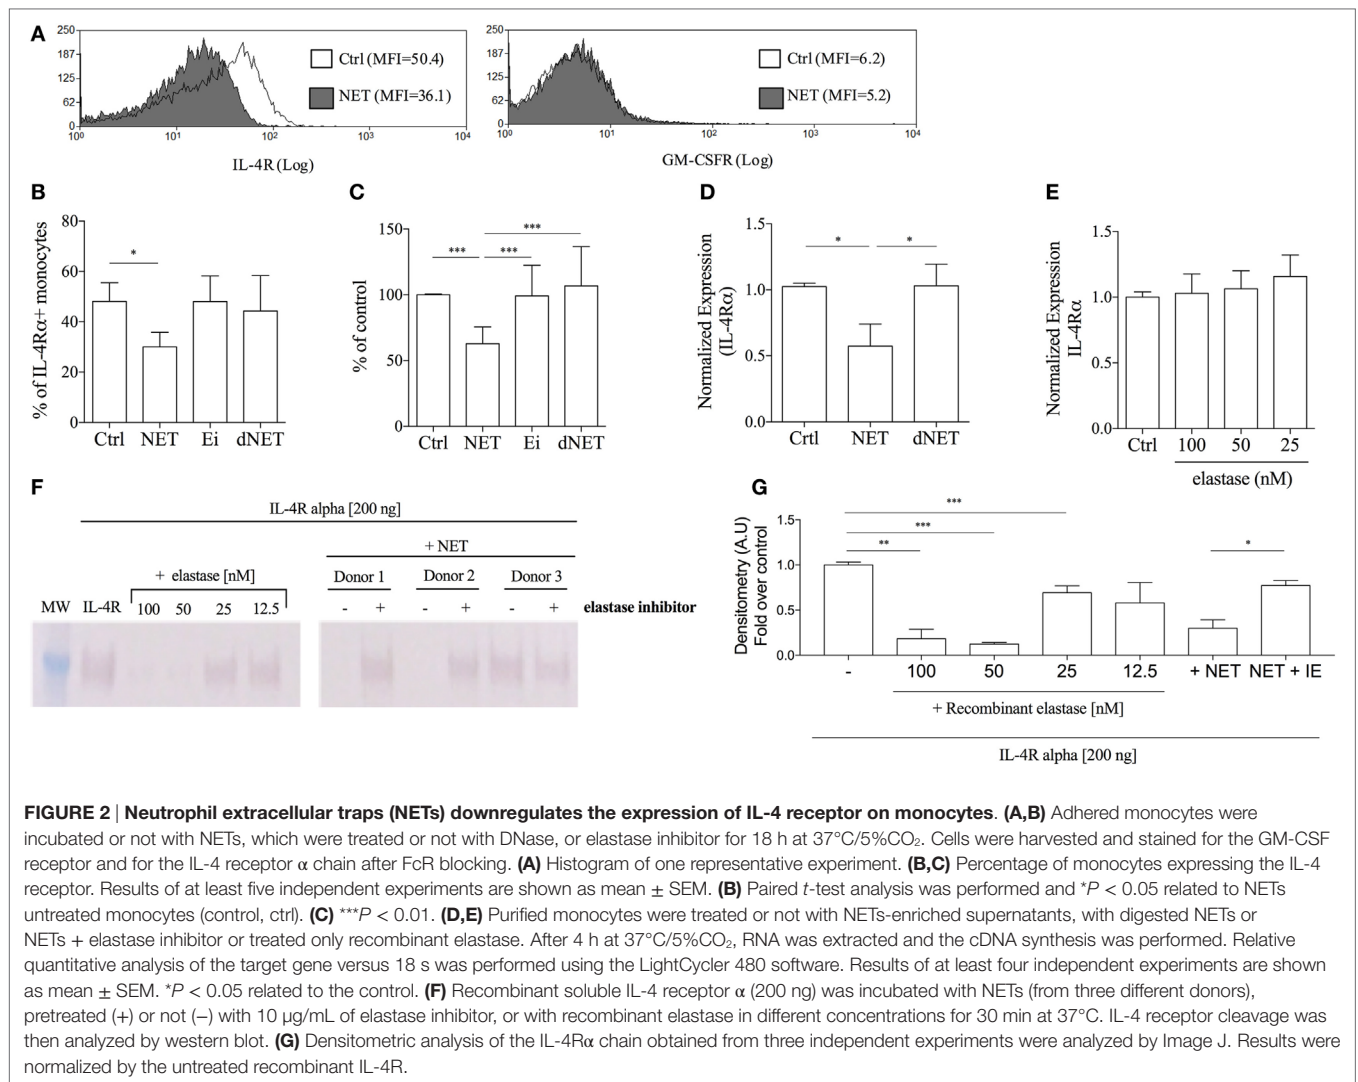 A
250
187
125
62
0
10⁰ 10¹ 10² 10³ 10⁴
IL-4R (Log)
Ctrl (MFI=50.4)
NET (MFI=36.1)
250
187
125
62
0
10⁰ 10¹ 10² 10³ 10⁴
GM-CSFR (Log)
Ctrl (MFI=6.2)
NET (MFI=5.2)
B
% of IL-4Rα+ monocytes
80
60
40
20
0
*
Ctrl NET Ei dNET
C
% of control
150
100
50
0
***
*** ***
Ctrl NET Ei dNET
D
Normalized Expression
(IL-4Rα)
1.5
1.0
0.5
0.0
* *
Crtl NET dNET
E
Normalized Expression
IL-4Rα
1.5
1.0
0.5
0.0
Ctrl 100 50 25
elastase (nM)
F
IL-4R alpha [200 ng]
+ NET
+ elastase [nM] Donor 1 Donor 2 Donor 3
MW IL-4R 100 50 25 12.5 - + - + - + elastase inhibitor
G
Densitometry (A.U)
Fold over control
1.5
1.0
0.5
0.0
***
***
** *
- 100 50 25 12.5 + NET NET + IE
+ Recombinant elastase [nM]
IL-4R alpha [200 ng]
FIGURE 2 | Neutrophil extracellular traps (NETs) downregulates the expression of IL-4 receptor on monocytes. (A,B) Adhered monocytes were
incubated or not with NETs, which were treated or not with DNase, or elastase inhibitor for 18 h at 37°C/5%CO₂. Cells were harvested and stained for the GM-CSF
receptor and for the IL-4 receptor α chain after FcR blocking. (A) Histogram of one representative experiment. (B,C) Percentage of monocytes expressing the IL-4
receptor. Results of at least five independent experiments are shown as mean ± SEM. (B) Paired t-test analysis was performed and *P < 0.05 related to NETs
untreated monocytes (control, ctrl). (C) ***P < 0.01. (D,E) Purified monocytes were treated or not with NETs-enriched supernatants, with digested NETs or
NETs + elastase inhibitor or treated only recombinant elastase. After 4 h at 37°C/5%CO₂, RNA was extracted and the cDNA synthesis was performed. Relative
quantitative analysis of the target gene versus 18 s was performed using the LightCycler 480 software. Results of at least four independent experiments are shown
as mean ± SEM. *P < 0.05 related to the control. (F) Recombinant soluble IL-4 receptor α (200 ng) was incubated with NETs (from three different donors),
pretreated (+) or not (−) with 10 µg/mL of elastase inhibitor, or with recombinant elastase in different concentrations for 30 min at 37°C. IL-4 receptor cleavage was
then analyzed by western blot. (G) Densitometric analysis of the IL-4Rα chain obtained from three independent experiments were analyzed by Image J. Results were
normalized by the untreated recombinant IL-4R.